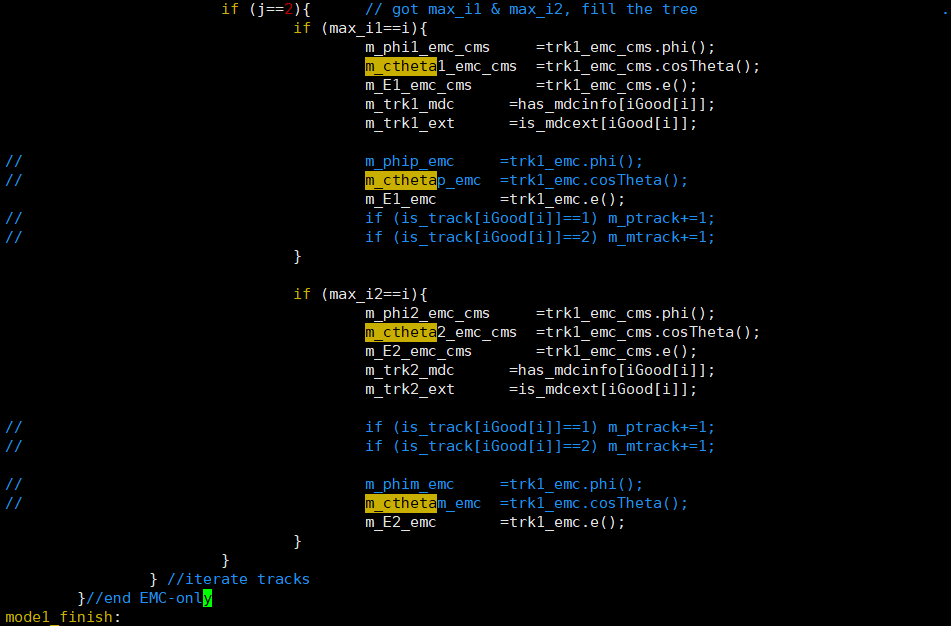 if (j==2){      // got max_i1 & max_i2, fill the tree
if (max_i1==i){
m_phi1_emc_cms     =trk1_emc_cms.phi();
m_ctheta1_emc_cms  =trk1_emc_cms.cosTheta();
m_E1_emc_cms       =trk1_emc_cms.e();
m_trk1_mdc      =has_mdcinfo[iGood[i]];
m_trk1_ext      =is_mdcext[iGood[i]];
//                                      m_phip_emc     =trk1_emc.phi();
//                                      m_cthetap_emc  =trk1_emc.cosTheta();
m_E1_emc       =trk1_emc.e();
//                                      if (is_track[iGood[i]]==1) m_ptrack+=1;
//                                      if (is_track[iGood[i]]==2) m_mtrack+=1;
}
if (max_i2==i){
m_phi2_emc_cms     =trk1_emc_cms.phi();
m_ctheta2_emc_cms  =trk1_emc_cms.cosTheta();
m_E2_emc_cms       =trk1_emc_cms.e();
m_trk2_mdc      =has_mdcinfo[iGood[i]];
m_trk2_ext      =is_mdcext[iGood[i]];
//                                      if (is_track[iGood[i]]==1) m_ptrack+=1;
//                                      if (is_track[iGood[i]]==2) m_mtrack+=1;
//                                      m_phim_emc     =trk1_emc.phi();
//                                      m_cthetam_emc  =trk1_emc.cosTheta();
m_E2_emc       =trk1_emc.e();
}
}
} //iterate tracks
}//end EMC-only
mode1_finish: